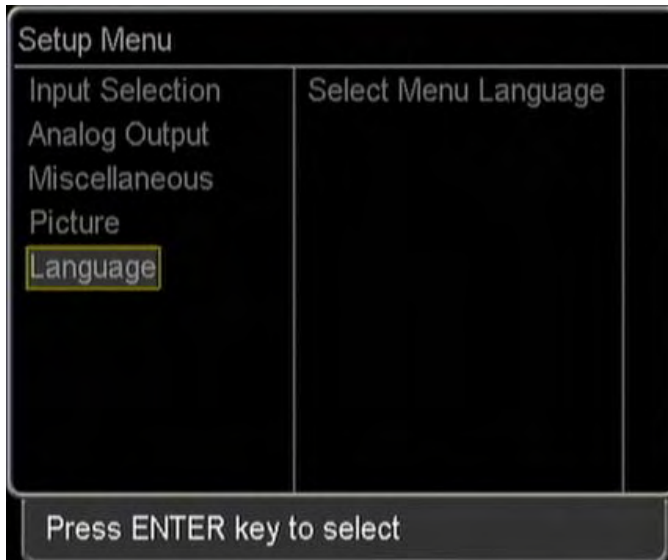 Setup Menu
Input Selection
Analog Output
Miscellaneous
Picture
Language
Select Menu Language
Press ENTER key to select